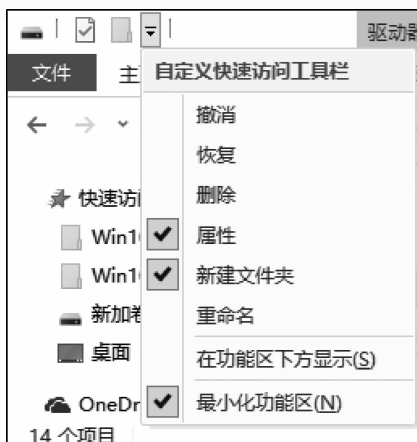 驱动器
文件
主
自定义快速访问工具栏
撤消
恢复
快速访
删除
Win1
属性
Win1
新建文件夹
新加卷
重命名
桌面
在功能区下方显示(S)
OneDr
最小化功能区(N)
14 个项目